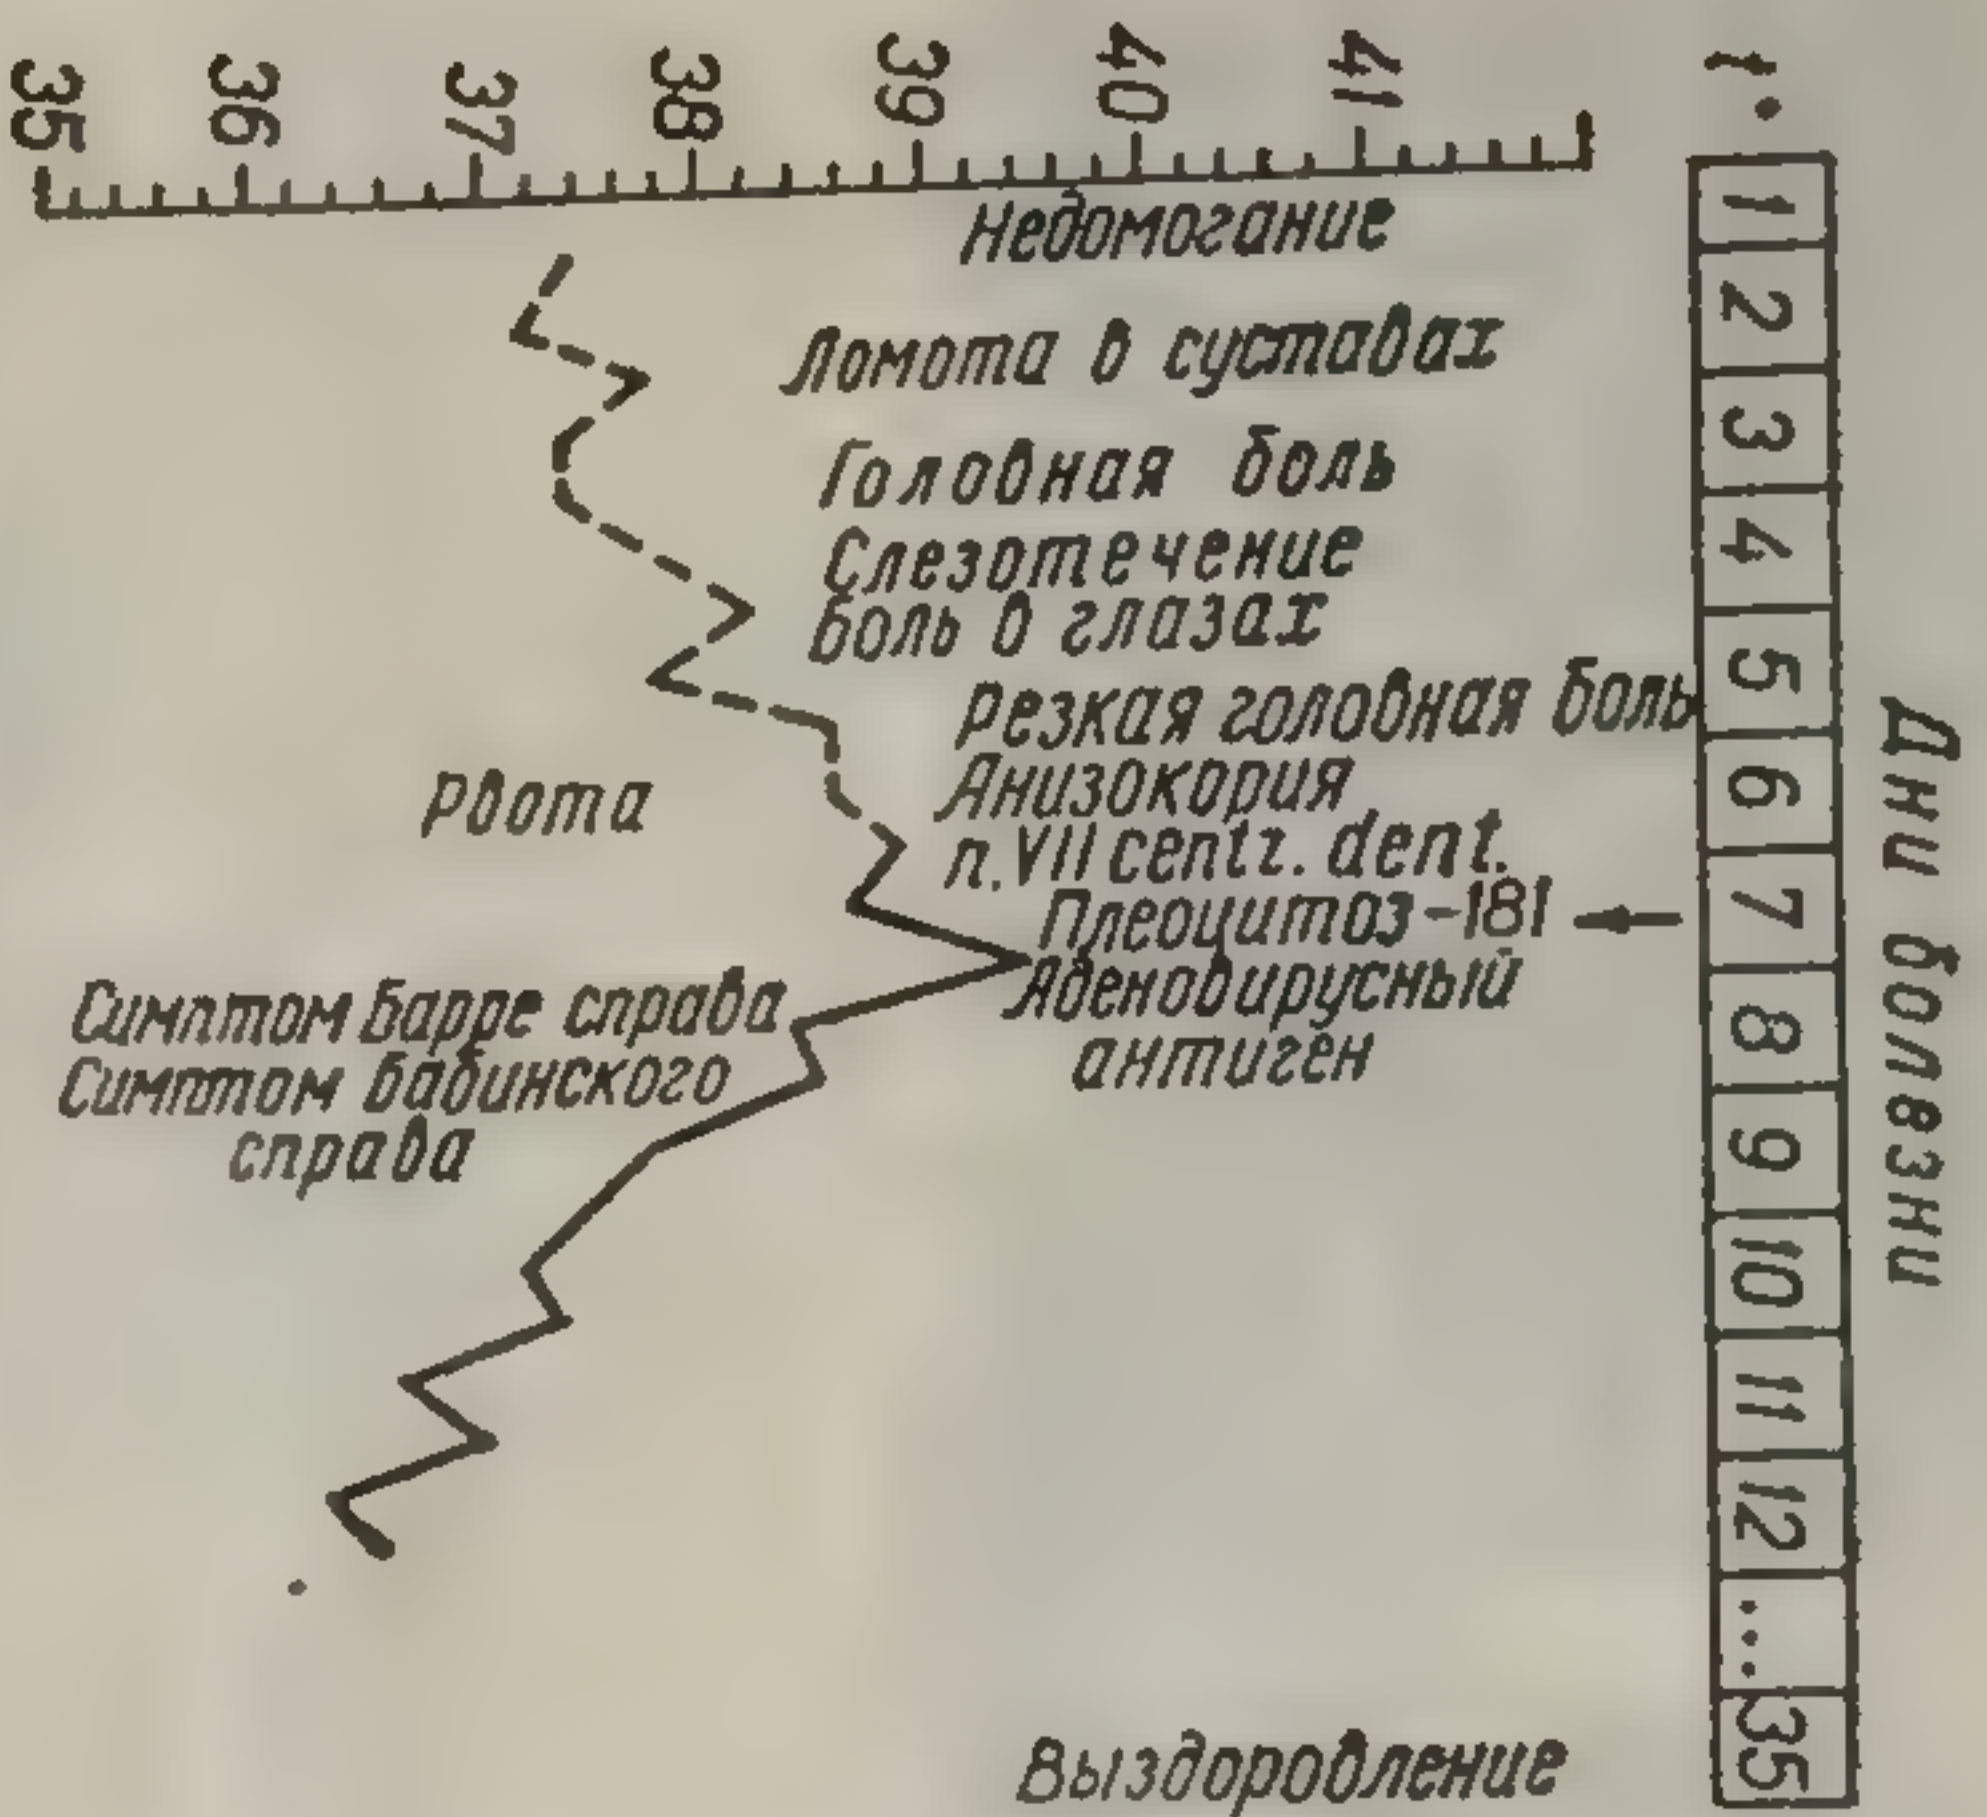 35 36 37 38 39 40 41 t°
Недомогание
Ломота в суставах
Головная боль
Слезотечение
Боль в глазах
Резкая головная боль
Анизокория
n. VII centr. dent.
Рвота
Плеоцитоз-181
Аденовирусный
антиген
Симптом Барре справа
Симптом Бабинского
справа
Выздоровление
1
2
3
4
5
6
7
8
9
10
11
12
...
35
Дни болезни